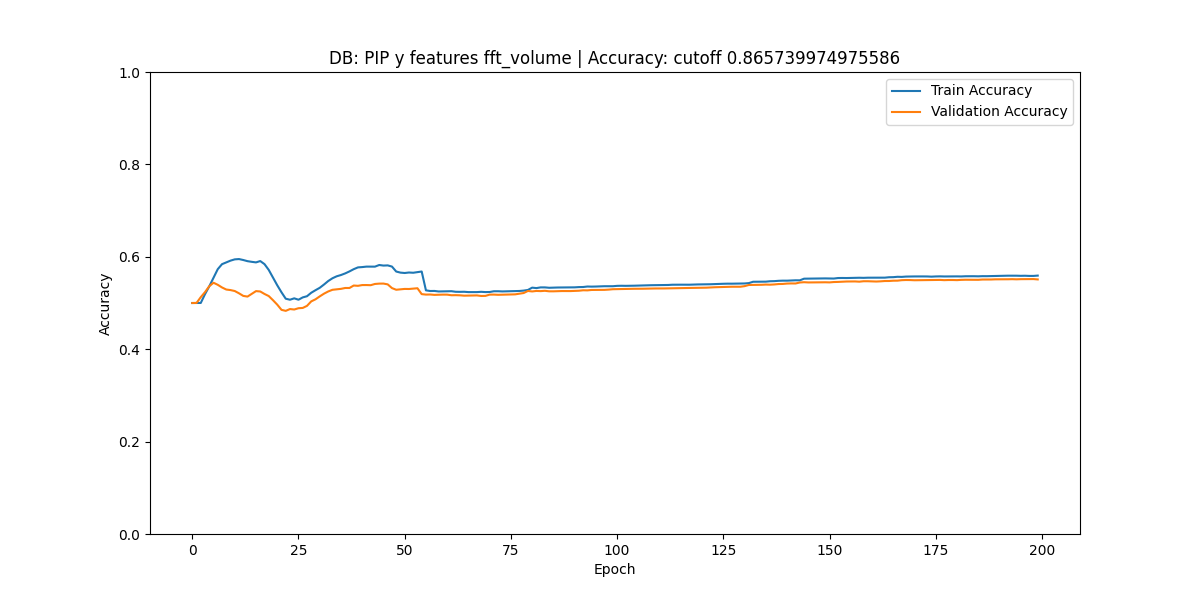 DB: PIP y features fft_volume | Accuracy: cutoff 0.865739974975586
Train Accuracy
Validation Accuracy
1.0
0.8
0.6
0.4
0.2
0.0
Accuracy
0 25 50 75 100 125 150 175 200
Epoch